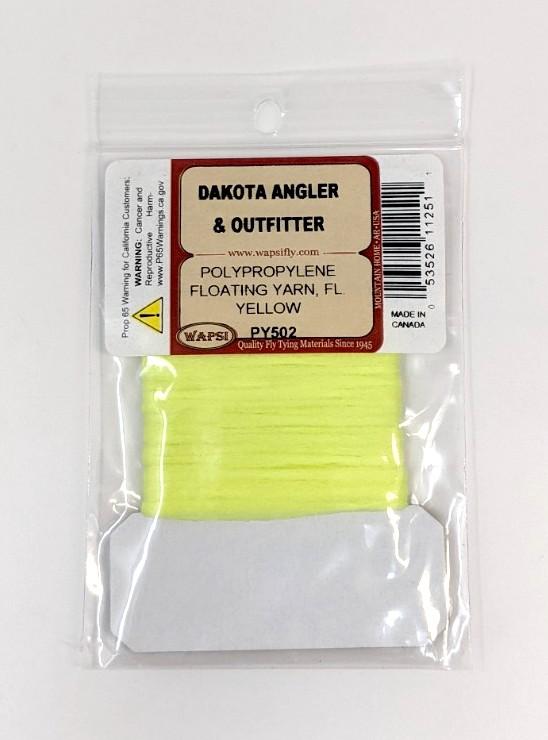 Prop 65 Warning for California Customers:
WARNING: Cancer and
Reproductive Harm-
www.P65Warnings.ca.gov
DAKOTA ANGLER
& OUTFITTER
www.wapsifly.com
POLYPROPYLENE
FLOATING YARN, FL.
YELLOW
PY502
WAPSI
Quality Fly Tying Materials Since 1945
MOUNTAIN HOME • AR • USA
0 53526 11251 1
MADE IN
CANADA